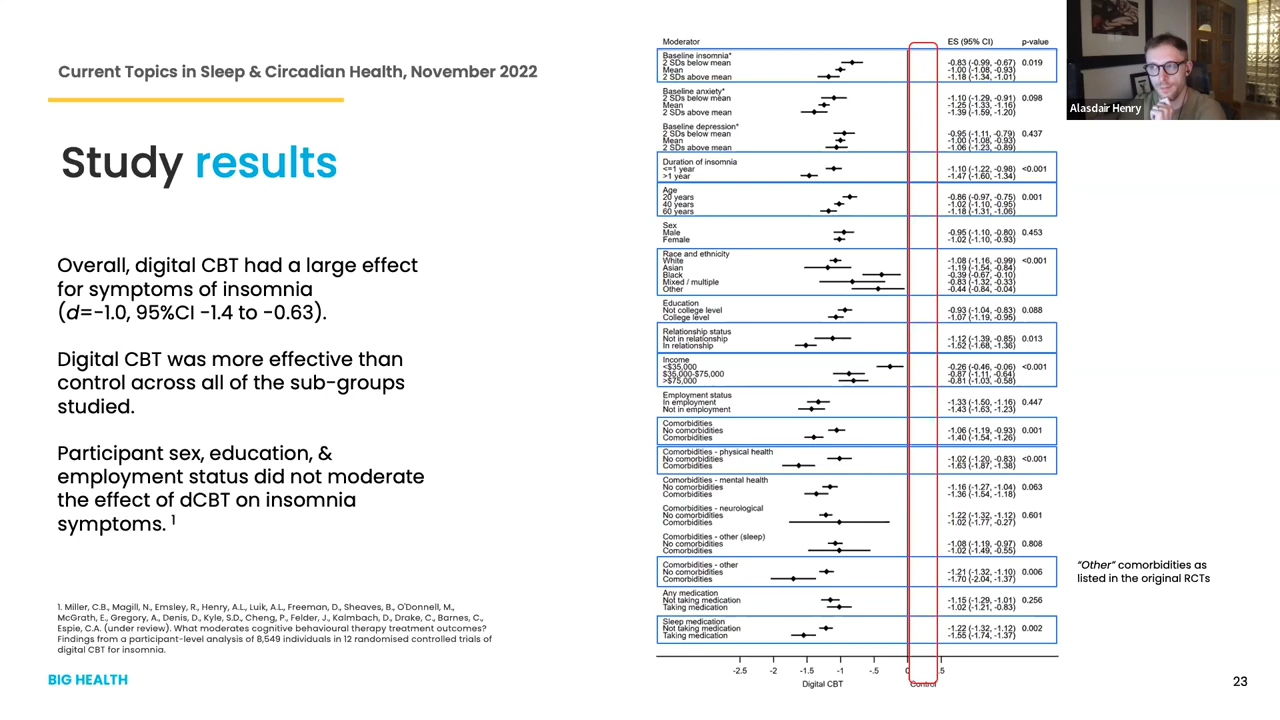 Current Topics in Sleep & Circadian Health, November 2022
Study results
Overall, digital CBT had a large effect
for symptoms of insomnia
(d=−1.0, 95%CI −1.4 to −0.63).
Digital CBT was more effective than
control across all of the sub-groups
studied.
Participant sex, education, &
employment status did not moderate
the effect of dCBT on insomnia
symptoms. 1
1. Miller, C.B., Magill, N., Emsley, R., Henry, A.L., Luik, A.L., Freeman, D., Sheaves, B., O'Donnell, M.,
McGrath, E., Gregory, A., Denis, D., Kyle, S.D., Cheng, P., Felder, J., Kalmbach, D., Drake, C., Barnes, C.,
Espie, C.A. (under review). What moderates cognitive behavioural therapy treatment outcomes?
Findings from a participant-level analysis of 8,549 individuals in 12 randomised controlled trials of
digital CBT for insomnia.
BIG HEALTH
Moderator ES (95% CI) p-value
Baseline insomnia*
2 SDs below mean -0.83 (-0.99, -0.67) 0.019
Mean -1.00 (-1.08, -0.93)
2 SDs above mean -1.18 (-1.34, -1.01)
Baseline anxiety*
2 SDs below mean -1.10 (-1.29, -0.91) 0.098
Mean -1.25 (-1.33, -1.16)
2 SDs above mean -1.39 (-1.59, -1.20)
Baseline depression*
2 SDs below mean -0.95 (-1.11, -0.79) 0.437
Mean -1.00 (-1.08, -0.93)
2 SDs above mean -1.06 (-1.23, -0.89)
Duration of insomnia
<=1 year -1.10 (-1.22, -0.98) <0.001
>1 year -1.47 (-1.60, -1.34)
Age
20 years -0.86 (-0.97, -0.75) 0.001
40 years -1.02 (-1.10, -0.95)
60 years -1.18 (-1.31, -1.06)
Sex
Male -0.95 (-1.10, -0.80) 0.453
Female -1.02 (-1.10, -0.93)
Race and ethnicity
White -1.08 (-1.16, -0.99) <0.001
Asian -1.19 (-1.54, -0.84)
Black -0.39 (-0.67, -0.10)
Mixed / multiple -0.83 (-1.32, -0.33)
Other -0.44 (-0.84, -0.04)
Education
Not college level -0.93 (-1.04, -0.83) 0.088
College level -1.07 (-1.19, -0.95)
Relationship status
Not in relationship -1.12 (-1.39, -0.85) 0.013
In relationship -1.52 (-1.68, -1.36)
Income
<$35,000 -0.26 (-0.46, -0.06) <0.001
$35,000-$75,000 -0.87 (-1.11, -0.64)
>$75,000 -0.81 (-1.03, -0.58)
Employment status
In employment -1.33 (-1.50, -1.16) 0.447
Not in employment -1.43 (-1.63, -1.23)
Comorbidities
No comorbidities -1.06 (-1.19, -0.93) 0.001
Comorbidities -1.40 (-1.54, -1.26)
Comorbidities - physical health
No comorbidities -1.02 (-1.20, -0.83) <0.001
Comorbidities -1.63 (-1.87, -1.38)
Comorbidities - mental health
No comorbidities -1.16 (-1.27, -1.04) 0.063
Comorbidities -1.36 (-1.54, -1.18)
Comorbidities - neurological
No comorbidities -1.22 (-1.32, -1.12) 0.601
Comorbidities -1.02 (-1.77, -0.27)
Comorbidities - other (sleep)
No comorbidities -1.08 (-1.19, -0.97) 0.808
Comorbidities -1.02 (-1.49, -0.55)
Comorbidities - other
No comorbidities -1.21 (-1.32, -1.10) 0.006
Comorbidities -1.70 (-2.04, -1.37)
Any medication
Not taking medication -1.15 (-1.29, -1.01) 0.256
Taking medication -1.02 (-1.21, -0.83)
Sleep medication
Not taking medication -1.22 (-1.32, -1.12) 0.002
Taking medication -1.55 (-1.74, -1.37)
-2.5 -2 -1.5 -1 -.5 0 .5
Digital CBT Control
Alasdair Henry
"Other" comorbidities as
listed in the original RCTs
23